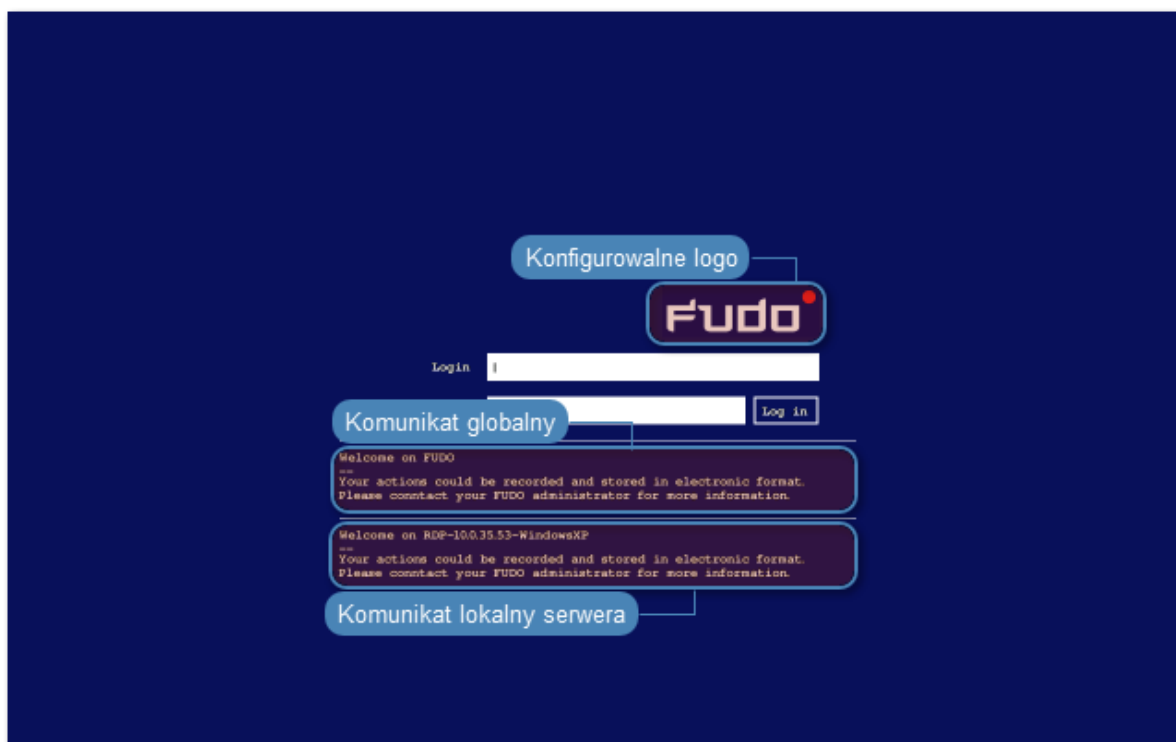 Konfigurowalne logo
FUDO
Login
Log in
Komunikat globalny
Welcome on FUDO
--
Your actions could be recorded and stored in electronic format.
Please conntact your FUDO administrator for more information.
Welcome on RDP-10.0.35.53-WindowsXP
--
Your actions could be recorded and stored in electronic format.
Please conntact your FUDO administrator for more information.
Komunikat lokalny serwera